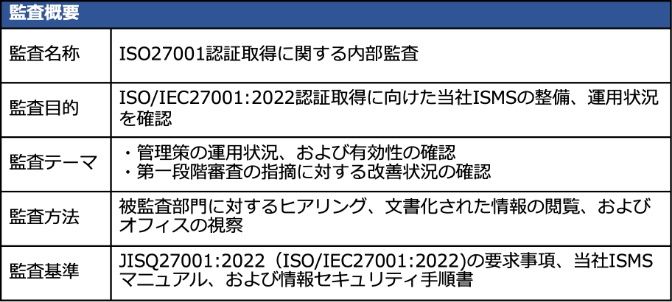 監査概要
監査名称
ISO27001認証取得に関する内部監査
監査目的
ISO/IEC27001:2022認証取得に向けた当社ISMSの整備、運用状況
を確認
監査テーマ
・管理策の運用状況、および有効性の確認
・第一段階審査の指摘に対する改善状況の確認
監査方法
被監査部門に対するヒアリング、文書化された情報の閲覧、および
オフィスの視察
監査基準
JISQ27001:2022（ISO/IEC27001:2022)の要求事項、当社ISMS
マニュアル、および情報セキュリティ手順書